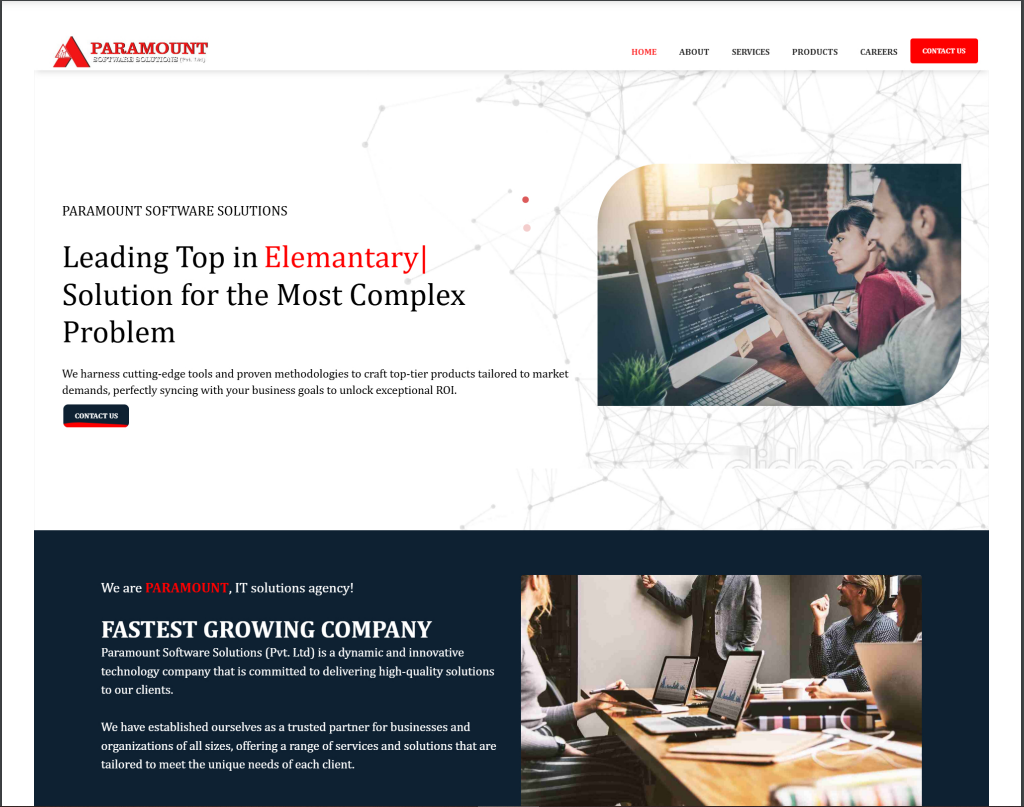 PARAMOUNT
SOFTWARE SOLUTIONS (Pvt. Ltd).
HOME ABOUT SERVICES PRODUCTS CAREERS CONTACT US
PARAMOUNT SOFTWARE SOLUTIONS
Leading Top in Elemantary|
Solution for the Most Complex
Problem
We harness cutting-edge tools and proven methodologies to craft top-tier products tailored to market
demands, perfectly syncing with your business goals to unlock exceptional ROI.
CONTACT US
We are PARAMOUNT, IT solutions agency!
FASTEST GROWING COMPANY
Paramount Software Solutions (Pvt. Ltd) is a dynamic and innovative
technology company that is committed to delivering high-quality solutions
to our clients.
We have established ourselves as a trusted partner for businesses and
organizations of all sizes, offering a range of services and solutions that are
tailored to meet the unique needs of each client.